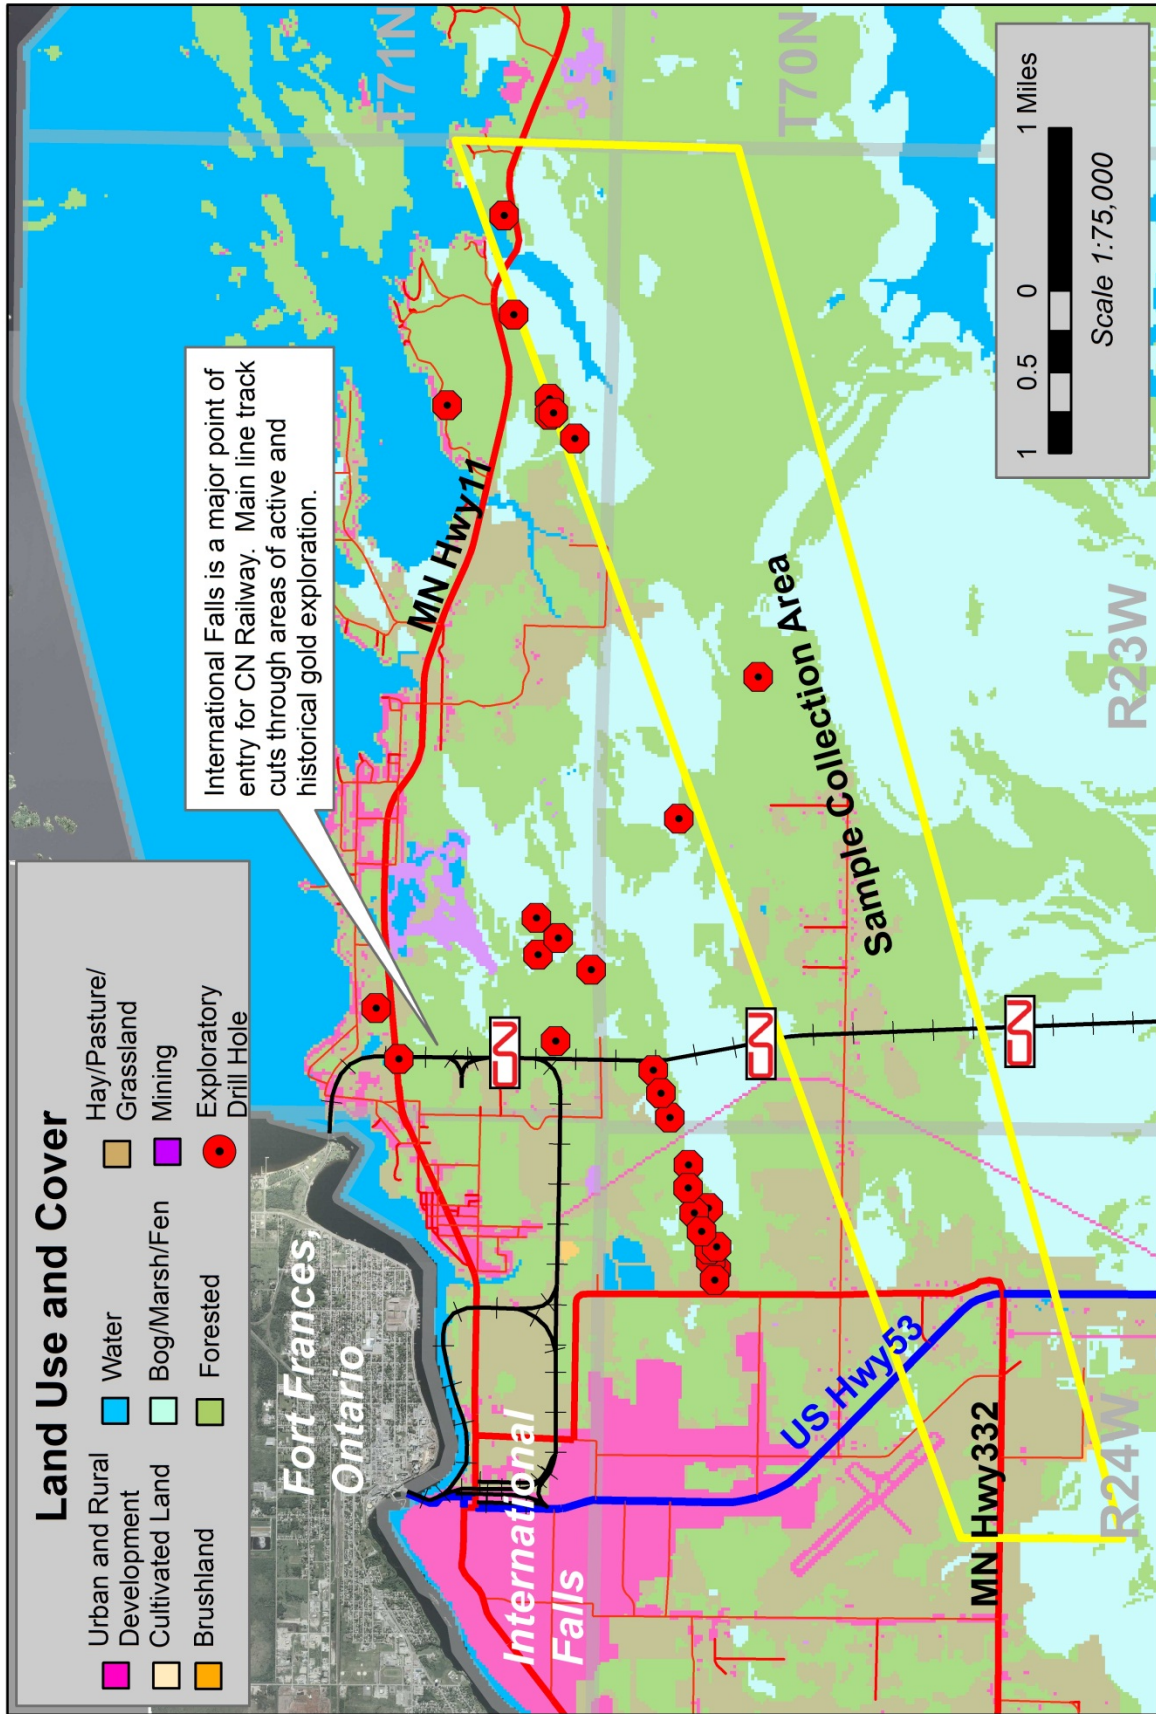 Land Use and Cover
Urban and Rural
Development
Cultivated Land
Brushland
Water
Bog/Marsh/Fen
Forested
Hay/Pasture/
Grassland
Mining
Exploratory
Drill Hole
International Falls is a major point of
entry for CN Railway. Main line track
cuts through areas of active and
historical gold exploration.
Fort Frances,
Ontario
International
Falls
MN Hwy11
US Hwy53
MN Hwy332
Sample Collection Area
T71N
T70N
R24W
R23W
CN
CN
CN
1 0.5 0 1 Miles
Scale 1:75,000